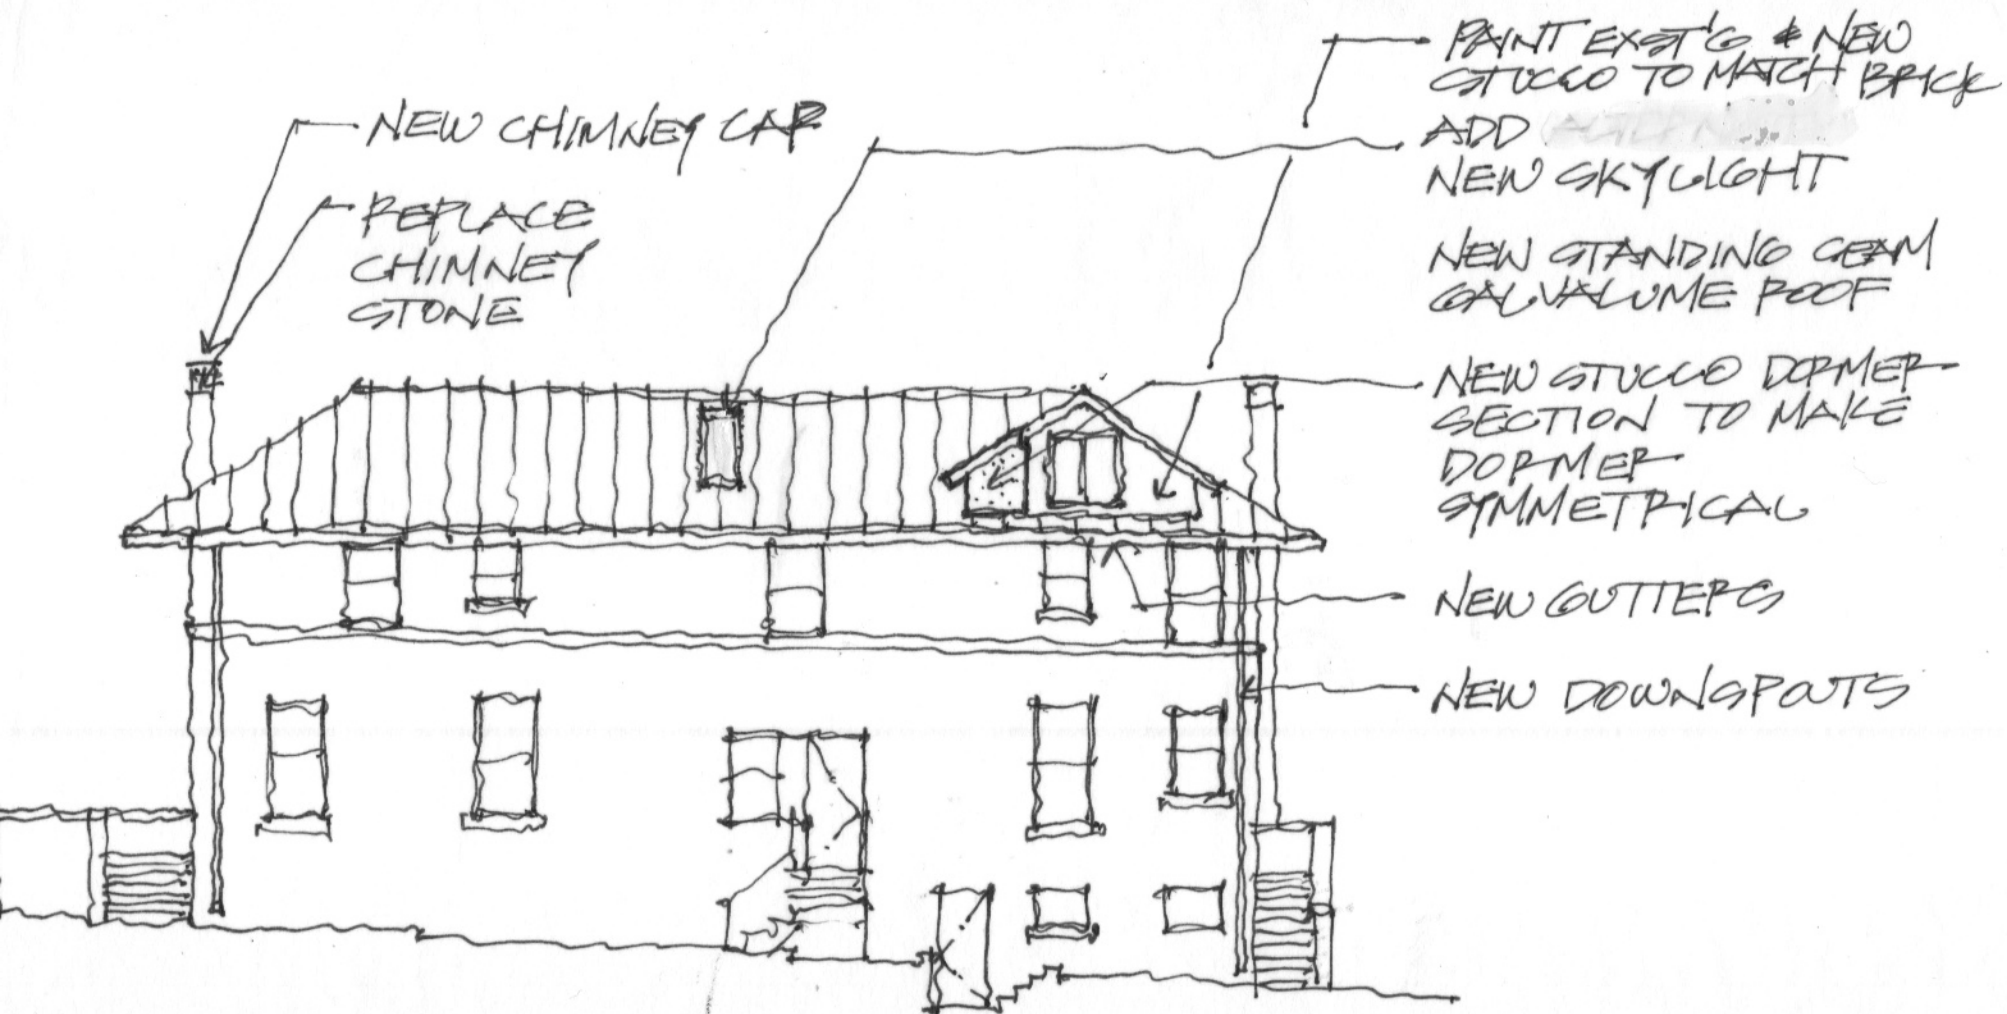 NEW CHIMNEY CAP
REPLACE
CHIMNEY
STONE
PAINT EXST'G & NEW
STUCCO TO MATCH BRICK
ADD
NEW SKYLIGHT
NEW STANDING SEAM
GALVALUME ROOF
NEW STUCCO DORMER
SECTION TO MAKE
DORMER
SYMMETRICAL
NEW GUTTERS
NEW DOWNSPOUTS